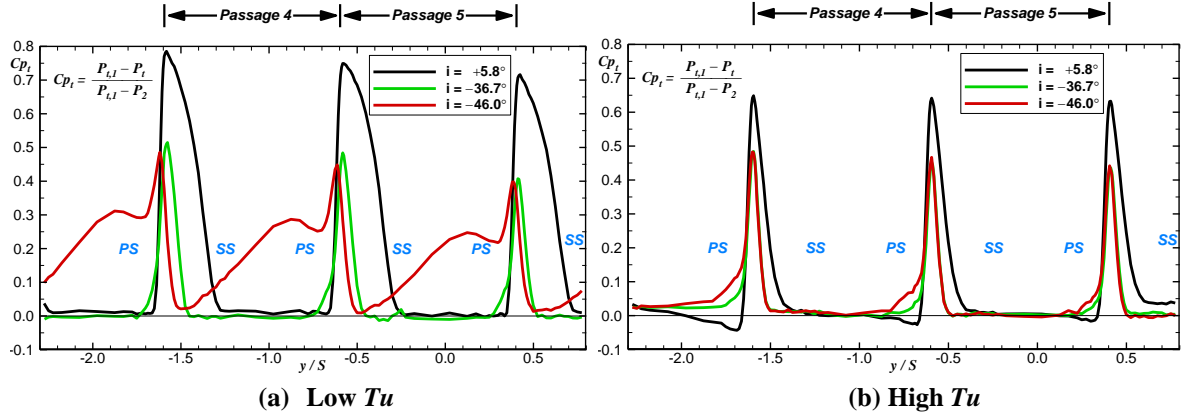 Passage 4 Passage 5
0.8
Cp_t
0.7
0.6
0.5
0.4
0.3
0.2
0.1
0.0
-0.1
Cp_t = (P_t,1 − P_t) / (P_t,1 − P_2)
i = +5.8°
i = −36.7°
i = −46.0°
PS SS PS SS PS SS
-2.0 -1.5 -1.0 -0.5 0.0 0.5
y / S
(a) Low Tu
Passage 4 Passage 5
0.8
Cp_t
0.7
0.6
0.5
0.4
0.3
0.2
0.1
0.0
-0.1
Cp_t = (P_t,1 − P_t) / (P_t,1 − P_2)
i = +5.8°
i = −36.7°
i = −46.0°
PS SS PS SS PS SS
-2.0 -1.5 -1.0 -0.5 0.0 0.5
y / S
(b) High Tu